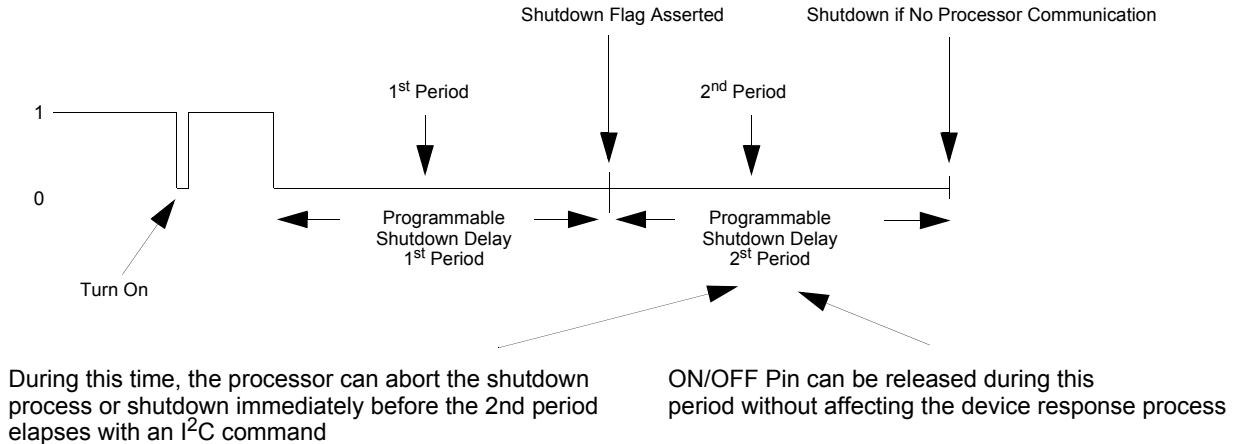 Shutdown Flag Asserted
Shutdown if No Processor Communication
1st Period
2nd Period
1
0
Programmable
Shutdown Delay
1st Period
Programmable
Shutdown Delay
2st Period
Turn On
During this time, the processor can abort the shutdown
process or shutdown immediately before the 2nd period
elapses with an I2C command
ON/OFF Pin can be released during this
period without affecting the device response process